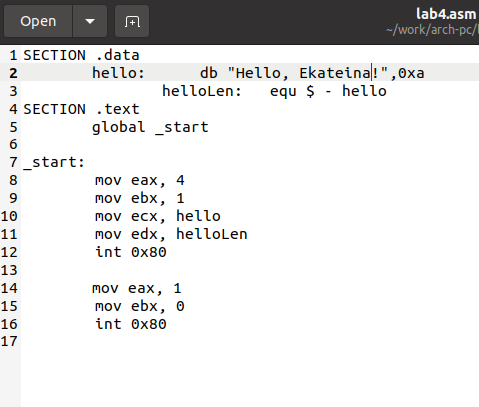 Open
lab4.asm
~/work/arch-pc/
1 SECTION .data
2 hello: db "Hello, Ekateina!",0xa
3 helloLen: equ $ - hello
4 SECTION .text
5 global _start
6
7 _start:
8 mov eax, 4
9 mov ebx, 1
10 mov ecx, hello
11 mov edx, helloLen
12 int 0x80
13
14 mov eax, 1
15 mov ebx, 0
16 int 0x80
17